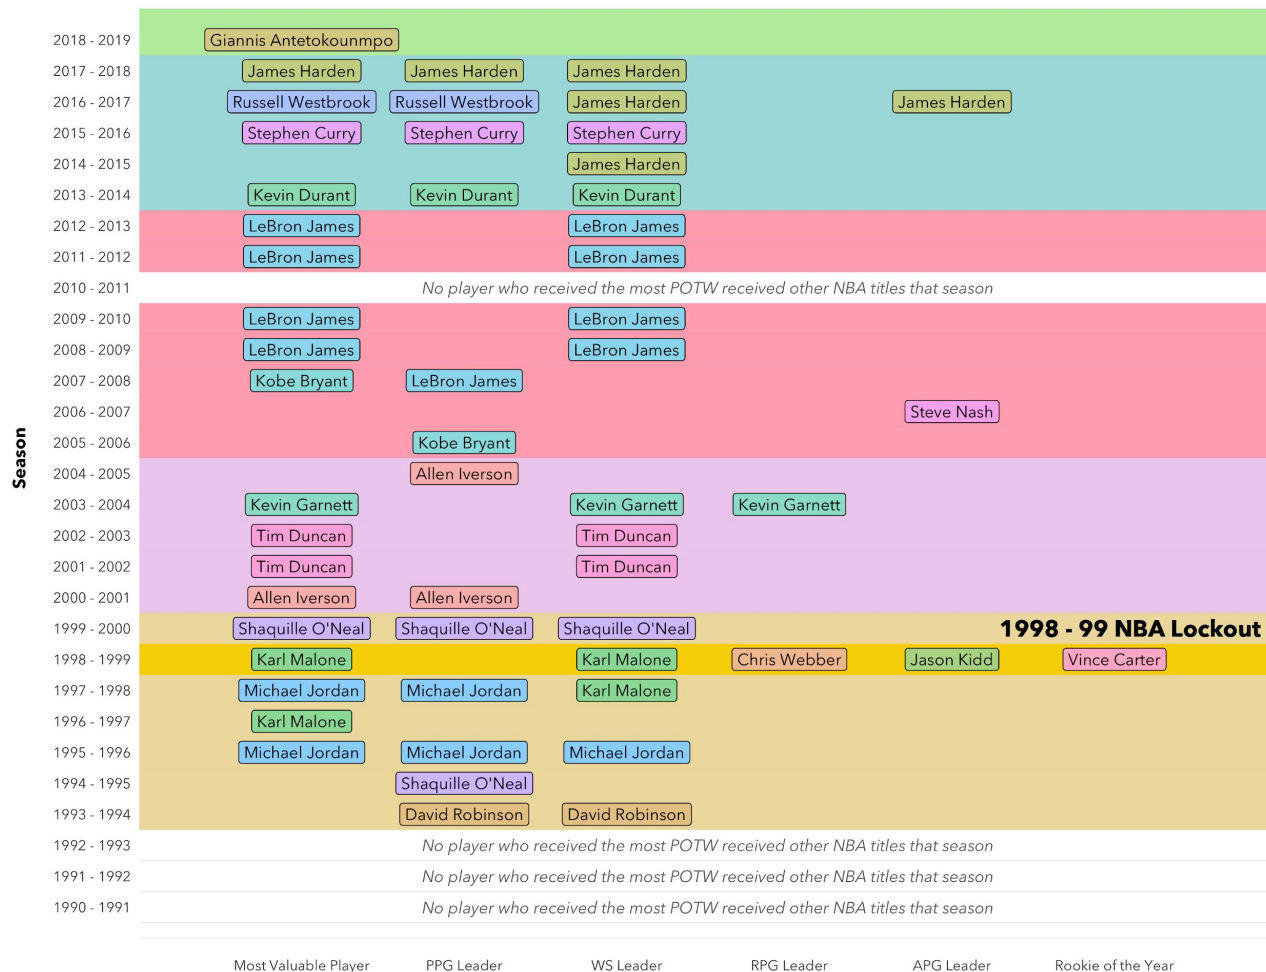 2018 - 2019 Giannis Antetokounmpo
2017 - 2018 James Harden James Harden James Harden
2016 - 2017 Russell Westbrook Russell Westbrook James Harden James Harden
2015 - 2016 Stephen Curry Stephen Curry Stephen Curry
2014 - 2015 James Harden
2013 - 2014 Kevin Durant Kevin Durant Kevin Durant
2012 - 2013 LeBron James LeBron James
2011 - 2012 LeBron James LeBron James
2010 - 2011 No player who received the most POTW received other NBA titles that season
2009 - 2010 LeBron James LeBron James
2008 - 2009 LeBron James LeBron James
2007 - 2008 Kobe Bryant LeBron James
2006 - 2007 Steve Nash
Season
2005 - 2006 Kobe Bryant
2004 - 2005 Allen Iverson
2003 - 2004 Kevin Garnett Kevin Garnett Kevin Garnett
2002 - 2003 Tim Duncan Tim Duncan
2001 - 2002 Tim Duncan Tim Duncan
2000 - 2001 Allen Iverson Allen Iverson
1999 - 2000 Shaquille O'Neal Shaquille O'Neal Shaquille O'Neal 1998 - 99 NBA Lockout
1998 - 1999 Karl Malone Karl Malone Chris Webber Jason Kidd Vince Carter
1997 - 1998 Michael Jordan Michael Jordan Karl Malone
1996 - 1997 Karl Malone
1995 - 1996 Michael Jordan Michael Jordan Michael Jordan
1994 - 1995 Shaquille O'Neal
1993 - 1994 David Robinson David Robinson
1992 - 1993 No player who received the most POTW received other NBA titles that season
1991 - 1992 No player who received the most POTW received other NBA titles that season
1990 - 1991 No player who received the most POTW received other NBA titles that season
Most Valuable Player PPG Leader WS Leader RPG Leader APG Leader Rookie of the Year